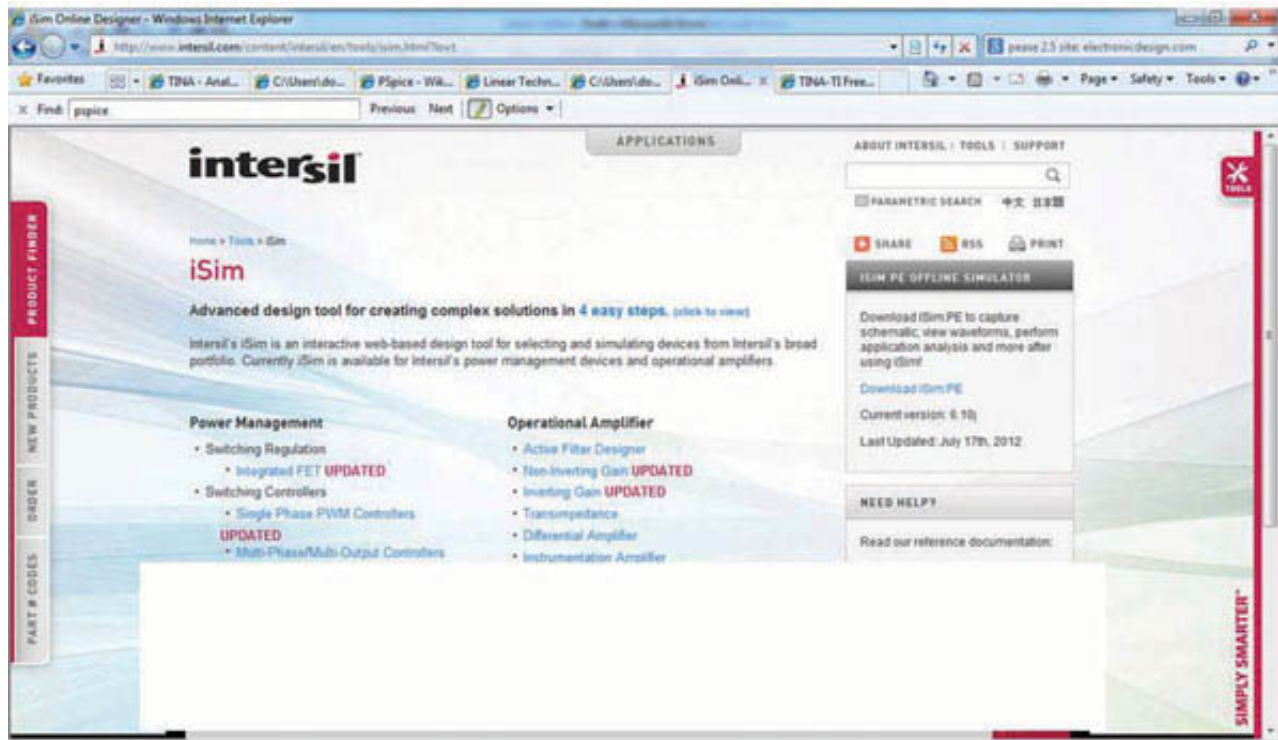 iSim Online Designer - Windows Internet Explorer
http://www.intersil.com/content/intersil/en/tools/isim.html?
pease 2.5 site: electronicdesign.com
Favorites
TINA - Anal...
C:\Users\do...
PSpice - Wik...
Linear Techn...
C:\Users\do...
iSim Onli...
TINA-TI Free...
Page
Safety
Tools
Find: pspice
Previous
Next
Options
intersil
APPLICATIONS
ABOUT INTERSIL | TOOLS | SUPPORT
PARAMETRIC SEARCH 中文 日本語
TOOLS
SHARE
RSS
PRINT
PRODUCT FINDER
NEW PRODUCTS
ORDER
PART # CODES
Home » Tools » iSim
iSim
Advanced design tool for creating complex solutions in 4 easy steps. (click to view)
Intersil's iSim is an interactive web-based design tool for selecting and simulating devices from Intersil's broad
portfolio. Currently iSim is available for Intersil's power management devices and operational amplifiers.
Power Management
• Switching Regulation
• Integrated FET UPDATED
• Switching Controllers
• Single Phase PWM Controllers
UPDATED
• Multi-Phase/Multi-Output Controllers
Operational Amplifier
• Active Filter Designer
• Non-Inverting Gain UPDATED
• Inverting Gain UPDATED
• Transimpedance
• Differential Amplifier
• Instrumentation Amplifier
ISIM PE OFFLINE SIMULATOR
Download iSim:PE to capture
schematic, view waveforms, perform
application analysis and more after
using iSim!
Download iSim:PE
Current version: 6.10j
Last Updated: July 17th, 2012
NEED HELP?
Read our reference documentation:
SIMPLY SMARTER™